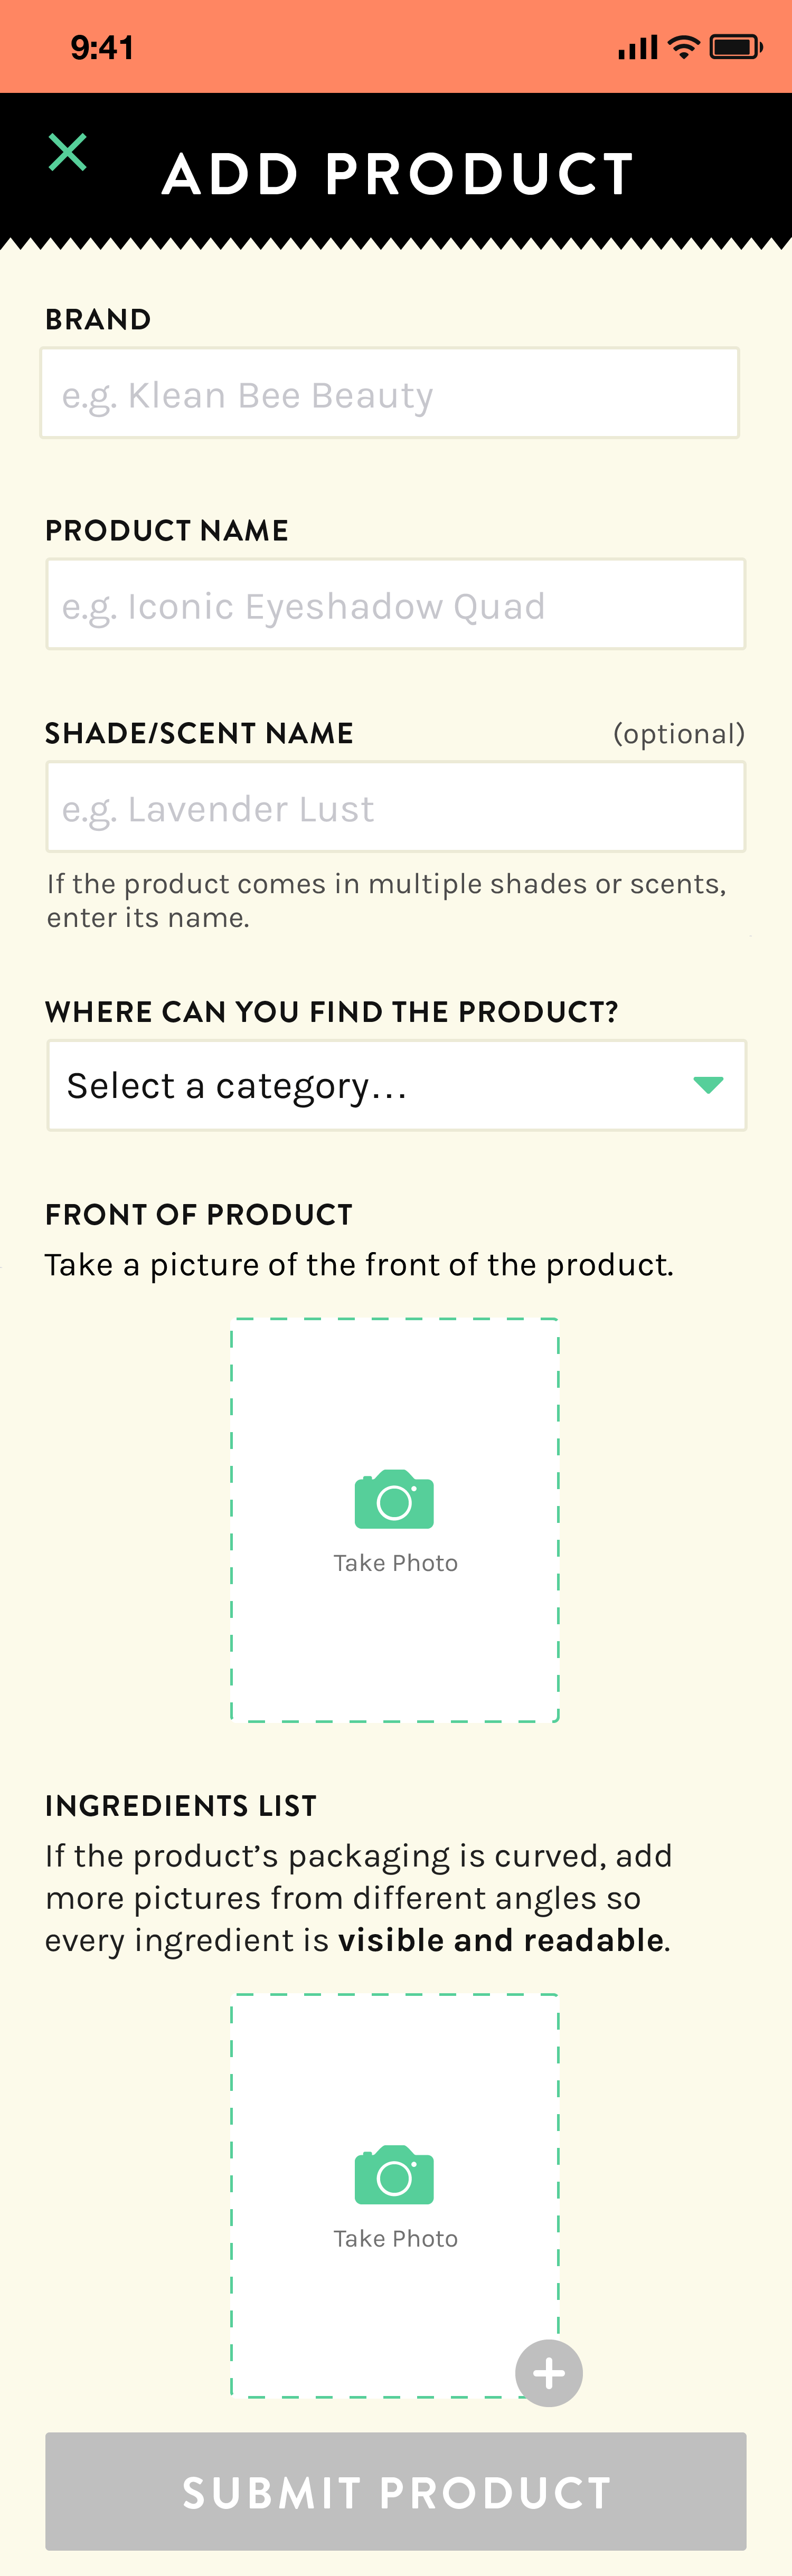 9:41
ADD PRODUCT
BRAND
e.g. Klean Bee Beauty
PRODUCT NAME
e.g. Iconic Eyeshadow Quad
SHADE/SCENT NAME (optional)
e.g. Lavender Lust
If the product comes in multiple shades or scents,
enter its name.
WHERE CAN YOU FIND THE PRODUCT?
Select a category...
FRONT OF PRODUCT
Take a picture of the front of the product.
Take Photo
INGREDIENTS LIST
If the product’s packaging is curved, add
more pictures from different angles so
every ingredient is visible and readable.
Take Photo
SUBMIT PRODUCT